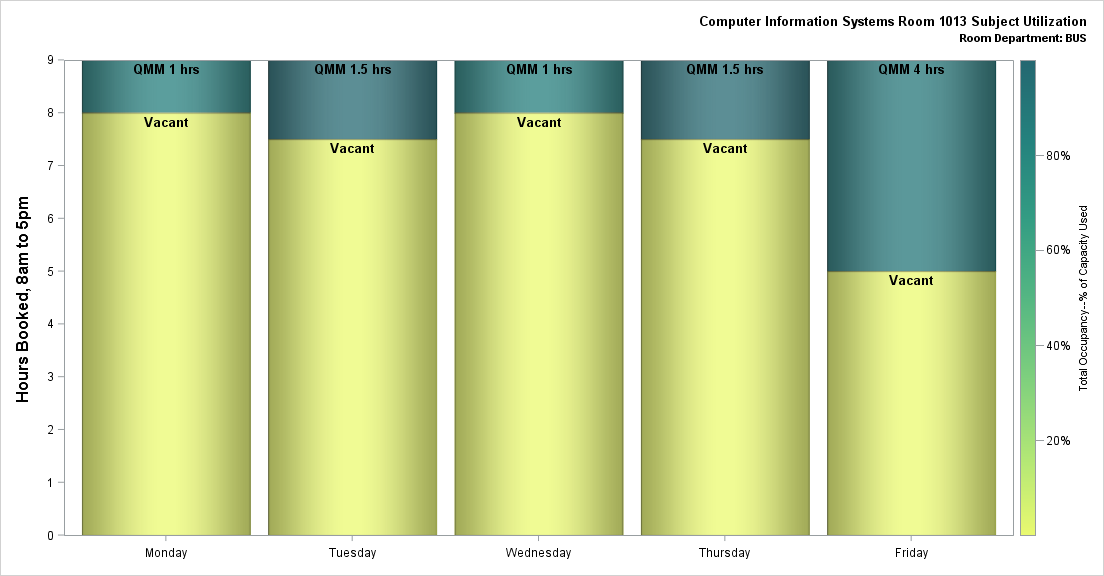 Computer Information Systems Room 1013 Subject Utilization
Room Department: BUS
Hours Booked, 8am to 5pm
9
8
7
6
5
4
3
2
1
0
QMM 1 hrs
Vacant
QMM 1.5 hrs
Vacant
QMM 1 hrs
Vacant
QMM 1.5 hrs
Vacant
QMM 4 hrs
Vacant
Monday
Tuesday
Wednesday
Thursday
Friday
80%
60%
40%
20%
Total Occupancy--% of Capacity Used